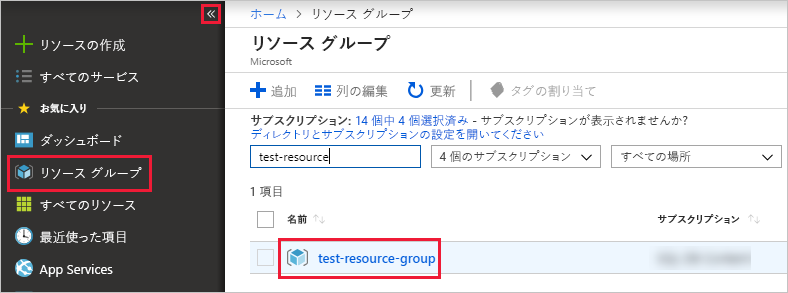 «
リソースの作成
すべてのサービス
お気に入り
ダッシュボード
リソース グループ
すべてのリソース
最近使った項目
App Services
ホーム > リソース グループ
リソース グループ
Microsoft
追加 列の編集 更新 タグの割り当て
サブスクリプション: 14 個中 4 個選択済み - サブスクリプションが表示されませんか?
ディレクトリとサブスクリプションの設定を開いてください
test-resource 4 個のサブスクリプション すべての場所
1 項目
名前 サブスクリプション
test-resource-group